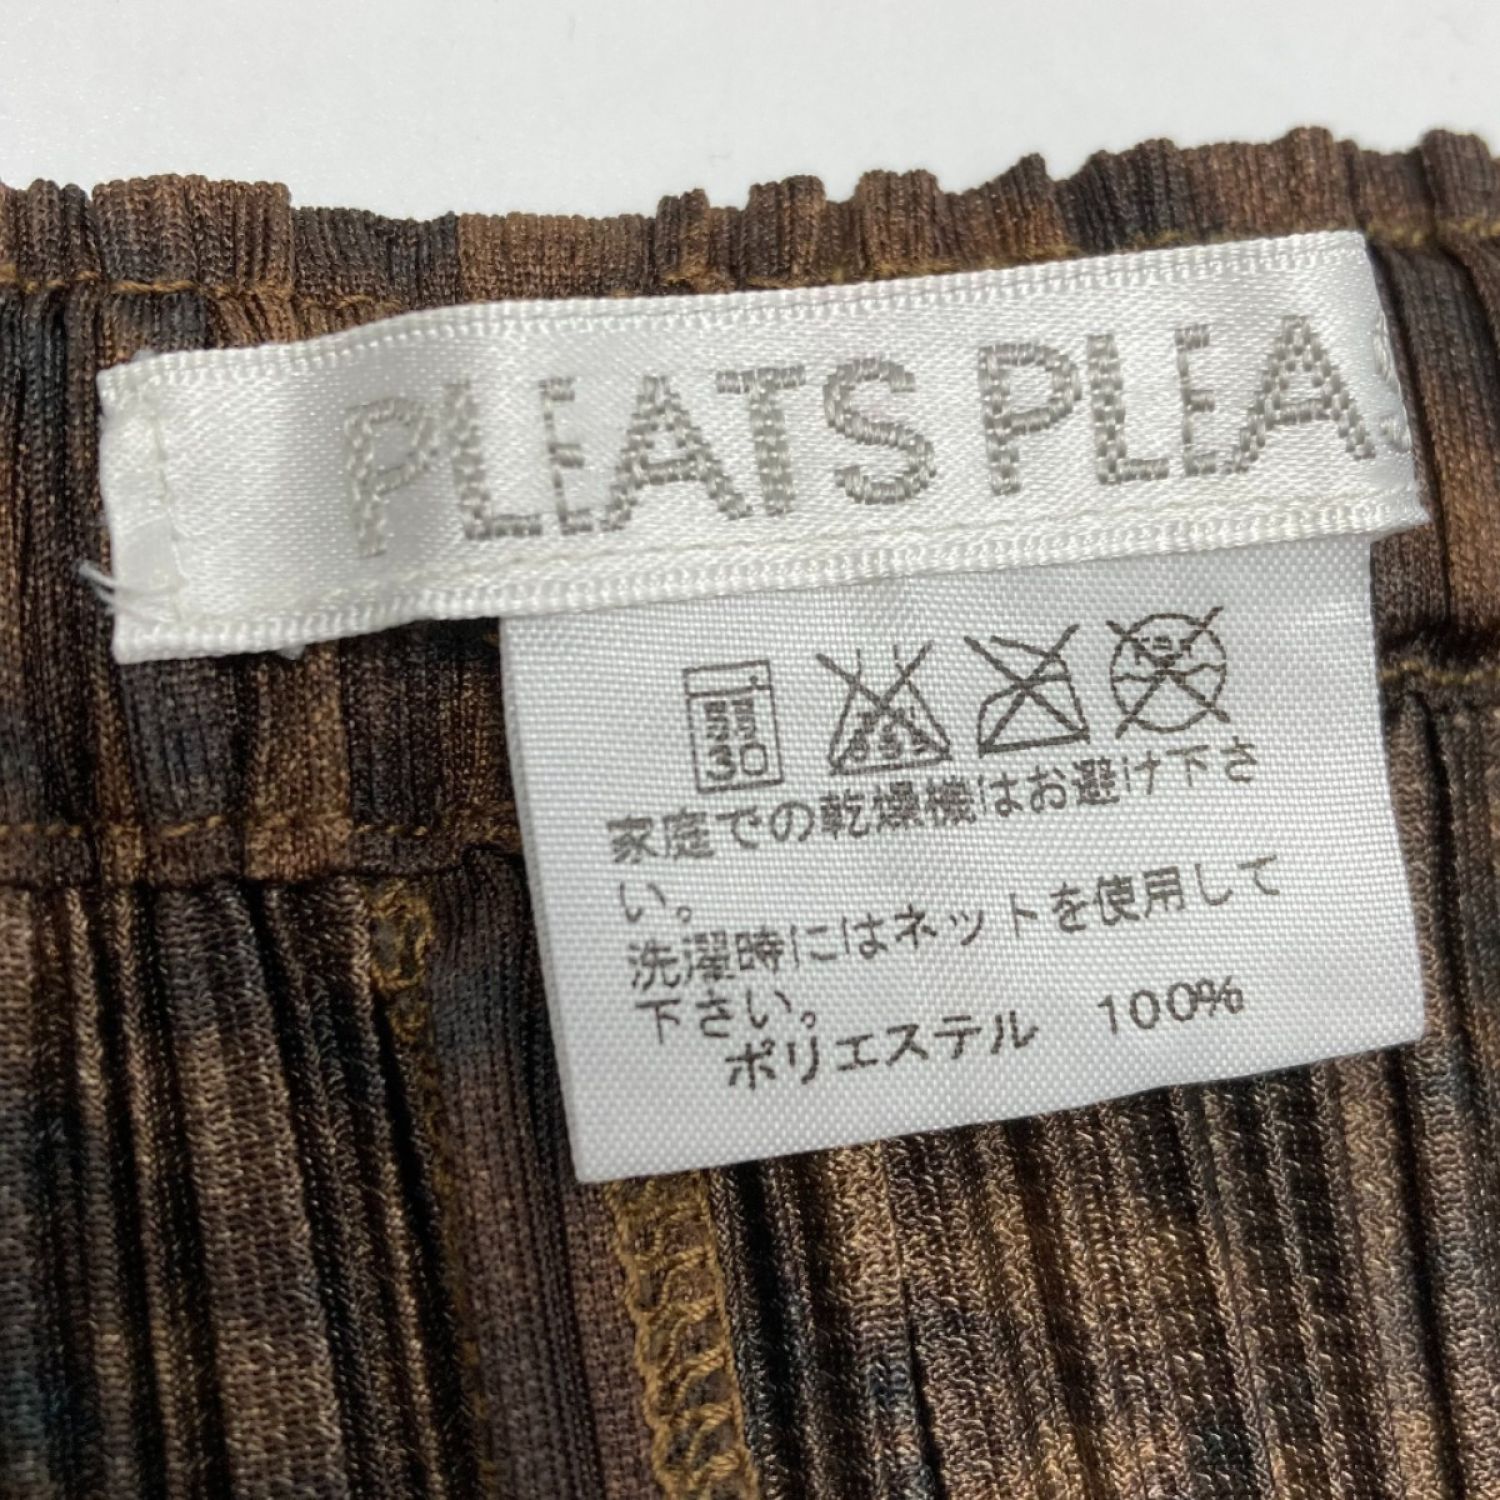 PLEATS PLEAS
30
家庭での乾燥機はお避け下さ
い。
洗濯時にはネットを使用して
下さい。
ポリエステル 100%